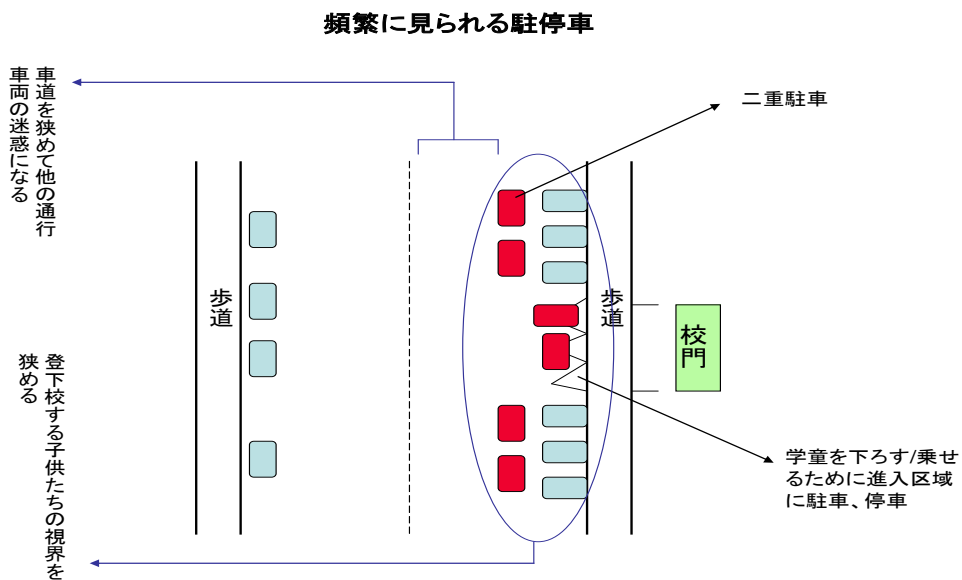 頻繁に見られる駐停車
車道を狭めて他の通行
車両の迷惑になる
二重駐車
歩道
歩道
校門
登下校する子供たちの視界を
狭める
学童を下ろす/乗せ
るために進入区域
に駐車、停車